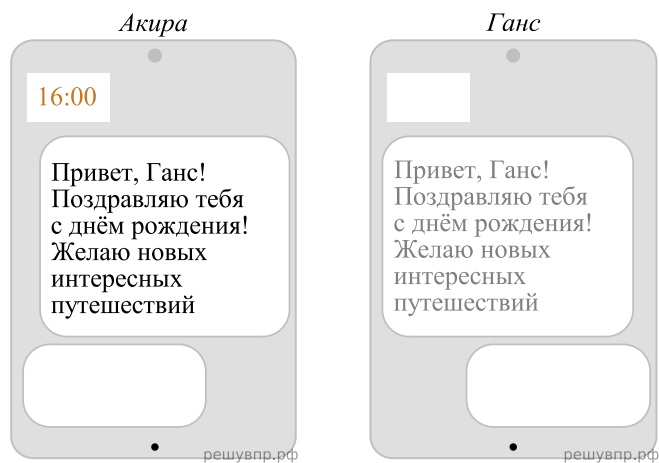 Акира
16:00
Привет, Ганс!
Поздравляю тебя
с днём рождения!
Желаю новых
интересных
путешествий
решувпр.рф
Ганс
Привет, Ганс!
Поздравляю тебя
с днём рождения!
Желаю новых
интересных
путешествий
решувпр.рф